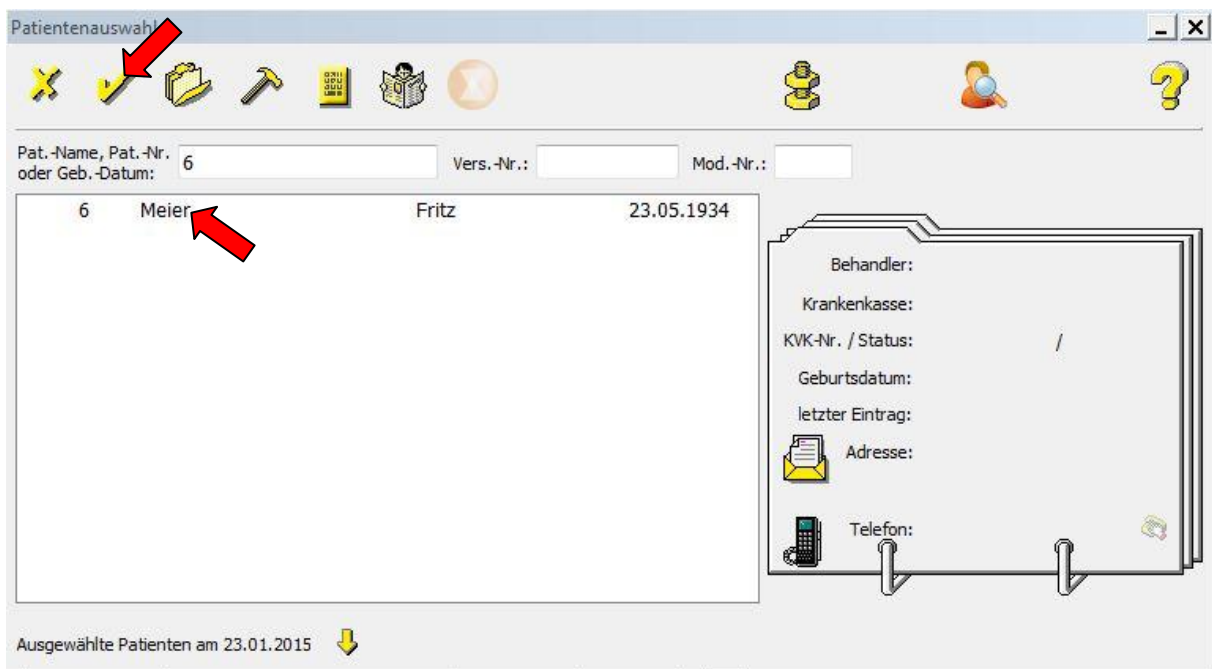 Patientenauswahl
Pat.-Name, Pat.-Nr. oder Geb.-Datum: 6 Vers.-Nr.: Mod.-Nr.:
6 Meier Fritz 23.05.1934
Behandler:
Krankenkasse:
KVK-Nr. / Status: /
Geburtsdatum:
letzter Eintrag:
Adresse:
Telefon:
Ausgewählte Patienten am 23.01.2015